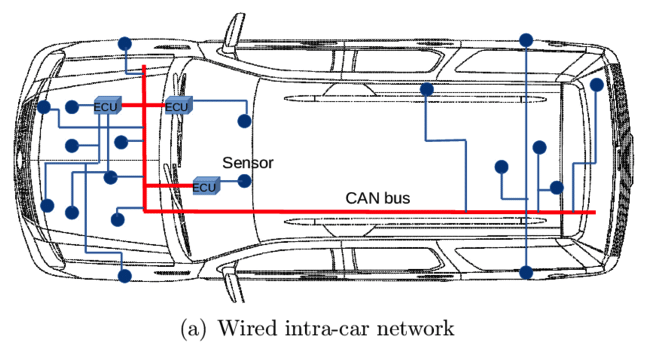 ECU
ECU
Sensor
ECU
CAN bus
(a) Wired intra-car network